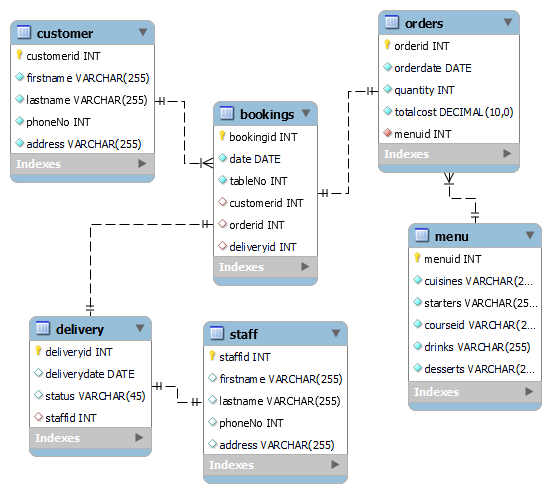 customer
customerid INT
firstname VARCHAR(255)
lastname VARCHAR(255)
phoneNo INT
address VARCHAR(255)
Indexes
bookings
bookingid INT
date DATE
tableNo INT
customerid INT
orderid INT
deliveryid INT
Indexes
orders
orderid INT
orderdate DATE
quantity INT
totalcost DECIMAL(10,0)
menuid INT
Indexes
menu
menuid INT
cuisines VARCHAR(2...
starters VARCHAR(25...
courseid VARCHAR(2...
drinks VARCHAR(255)
desserts VARCHAR(2...
Indexes
delivery
deliveryid INT
deliverydate DATE
status VARCHAR(45)
staffid INT
Indexes
staff
staffid INT
firstname VARCHAR(255)
lastname VARCHAR(255)
phoneNo INT
address VARCHAR(255)
Indexes